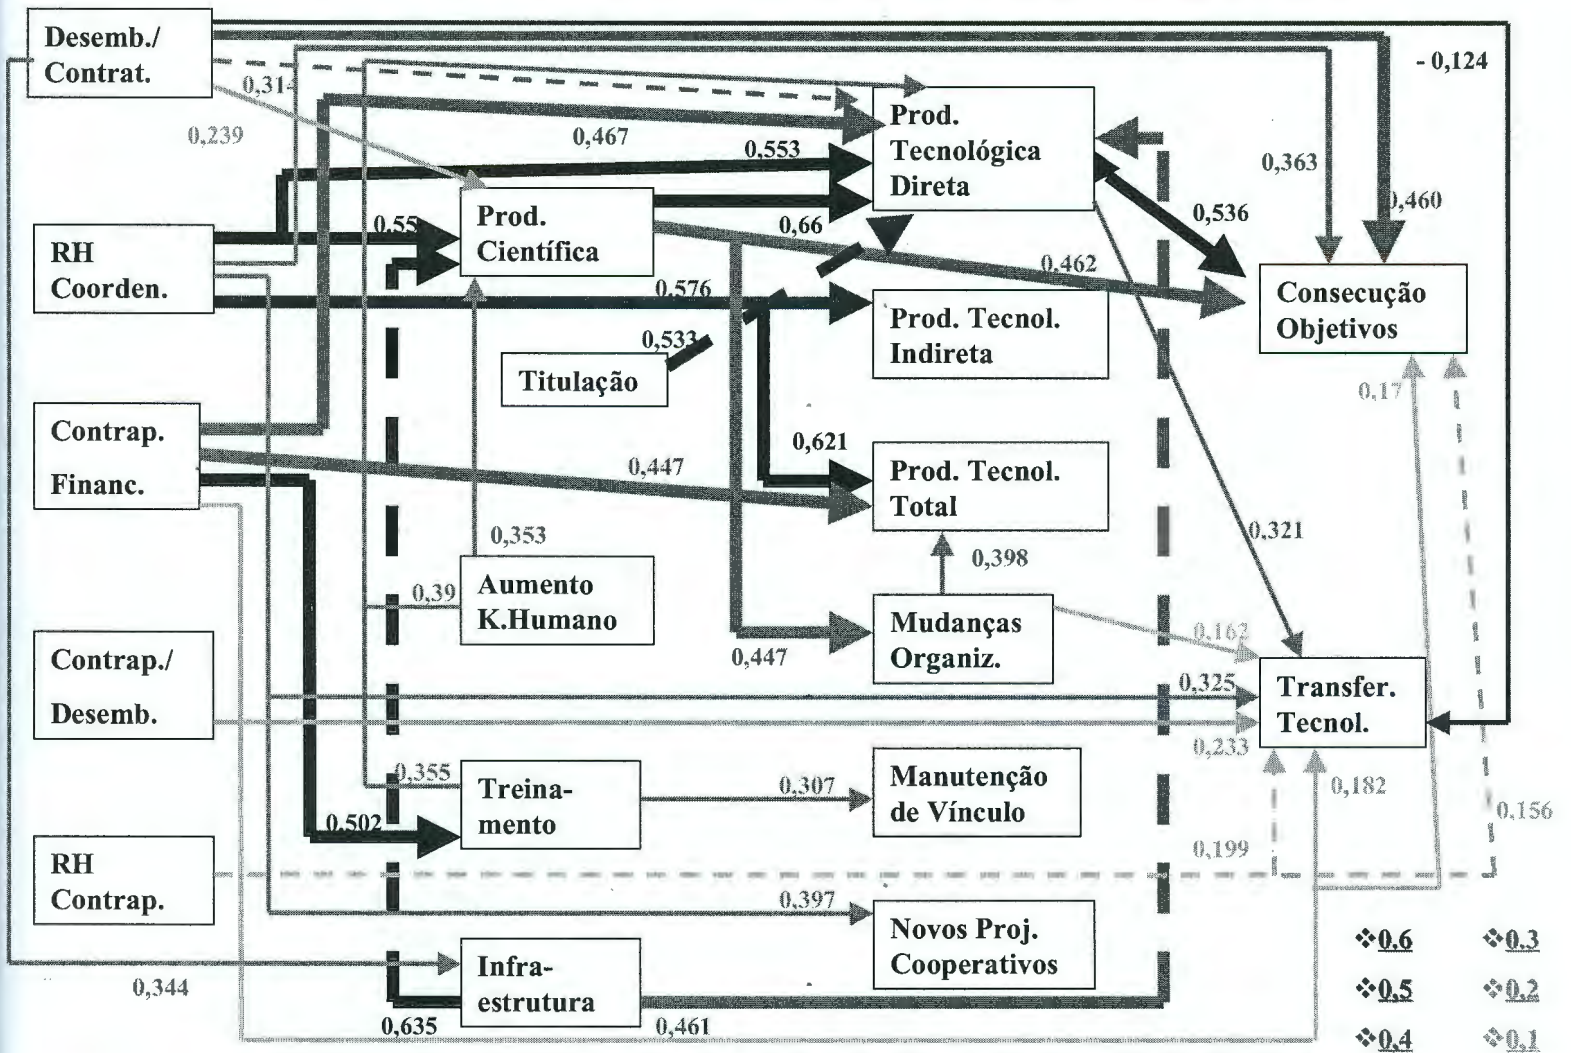 Desemb./
Contrat.
- 0,124
0,314
0,239
0,467
Prod.
Tecnológica
Direta
0,553
0,363
0,460
0,536
RH
Coorden.
0,55
Prod.
Científica
0,66
0,462
Consecução
Objetivos
0,576
Prod. Tecnol.
Indireta
0,533
Titulação
0,17
Contrap.
Financ.
0,447
0,621
Prod. Tecnol.
Total
0,353
0,398
0,321
Aumento
K.Humano
0,39
Mudanças
Organiz.
0,162
0,447
Contrap./
Desemb.
0,325
Transfer.
Tecnol.
0,233
0,355
Treina-
mento
0,307
Manutenção
de Vínculo
0,182
0,156
0,502
0,199
RH
Contrap.
0,397
Novos Proj.
Cooperativos
Infra-
estrutura
0,344
0,635
0,461
❖0.6
❖0.3
❖0.5
❖0.2
❖0.4
❖0.1